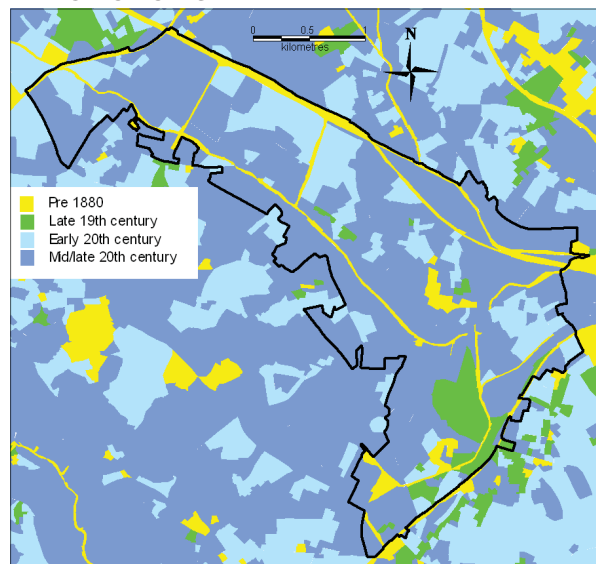 0 0.5 1
kilometres
N
Pre 1880
Late 19th century
Early 20th century
Mid/late 20th century